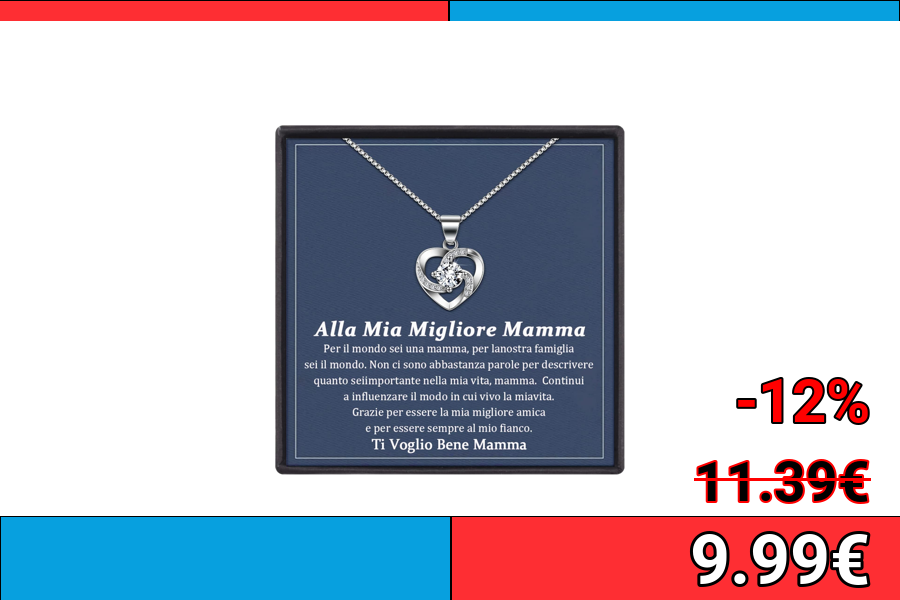 Alla Mia Migliore Mamma
Per il mondo sei una mamma, per lanostra famiglia
sei il mondo. Non ci sono abbastanza parole per descrivere
quanto seiimportante nella mia vita, mamma. Continui
a influenzare il modo in cui vivo la miavita.
Grazie per essere la mia migliore amica
e per essere sempre al mio fianco.
Ti Voglio Bene Mamma
-12%
11.39€
9.99€